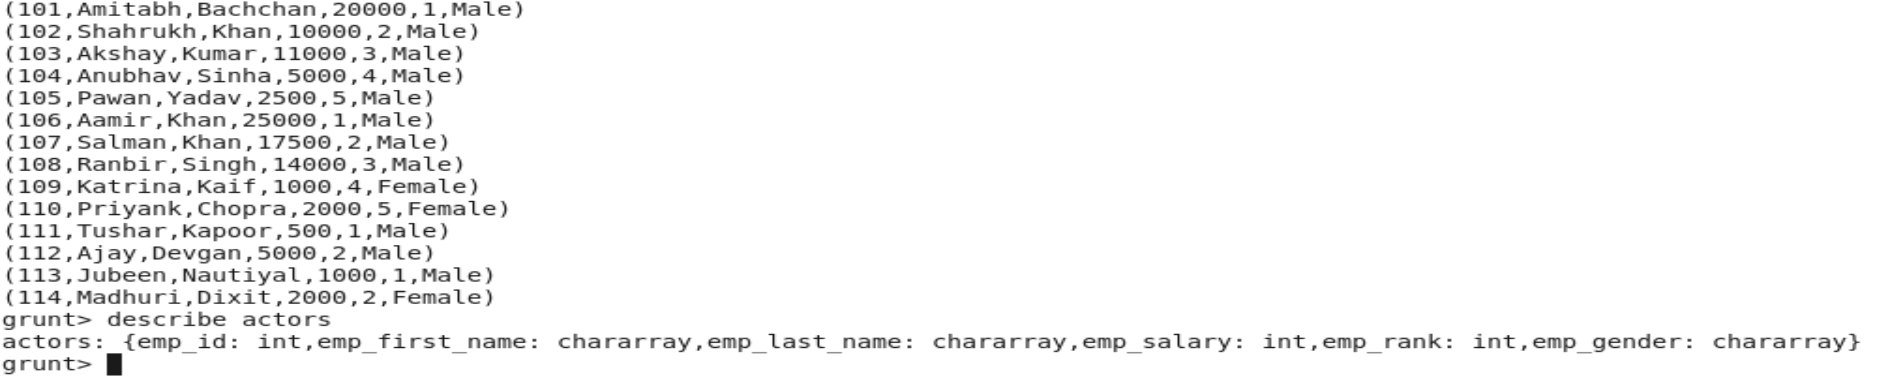 (101,Amitabh,Bachchan,20000,1,Male)
(102,Shahrukh,Khan,10000,2,Male)
(103,Akshay,Kumar,11000,3,Male)
(104,Anubhav,Sinha,5000,4,Male)
(105,Pawan,Yadav,2500,5,Male)
(106,Aamir,Khan,25000,1,Male)
(107,Salman,Khan,17500,2,Male)
(108,Ranbir,Singh,14000,3,Male)
(109,Katrina,Kaif,1000,4,Female)
(110,Priyank,Chopra,2000,5,Female)
(111,Tushar,Kapoor,500,1,Male)
(112,Ajay,Devgan,5000,2,Male)
(113,Jubeen,Nautiyal,1000,1,Male)
(114,Madhuri,Dixit,2000,2,Female)
grunt> describe actors
actors: {emp_id: int,emp_first_name: chararray,emp_last_name: chararray,emp_salary: int,emp_rank: int,emp_gender: chararray}
grunt>